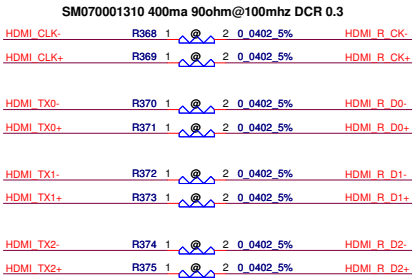 SM070001310 400ma 90ohm@100mhz DCR 0.3
HDMI_CLK- R368 1 @ 2 0_0402_5% HDMI_R_CK-
HDMI_CLK+ R369 1 @ 2 0_0402_5% HDMI_R_CK+
HDMI_TX0- R370 1 @ 2 0_0402_5% HDMI_R_D0-
HDMI_TX0+ R371 1 @ 2 0_0402_5% HDMI_R_D0+
HDMI_TX1- R372 1 @ 2 0_0402_5% HDMI_R_D1-
HDMI_TX1+ R373 1 @ 2 0_0402_5% HDMI_R_D1+
HDMI_TX2- R374 1 @ 2 0_0402_5% HDMI_R_D2-
HDMI_TX2+ R375 1 @ 2 0_0402_5% HDMI_R_D2+